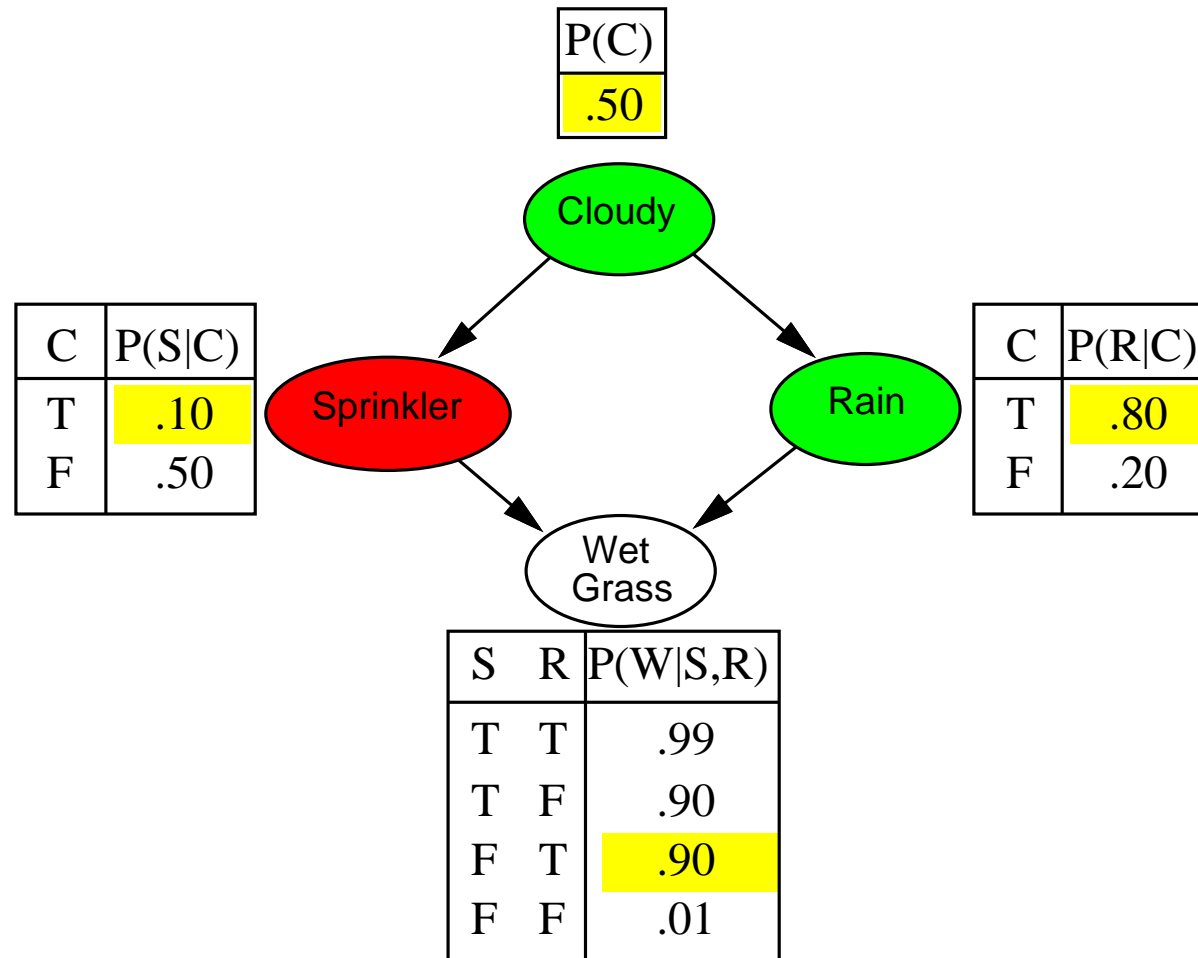 P(C)
.50
Cloudy
C P(S|C)
T .10
F .50
Sprinkler
Rain
C P(R|C)
T .80
F .20
Wet
Grass
S R P(W|S,R)
T T .99
T F .90
F T .90
F F .01